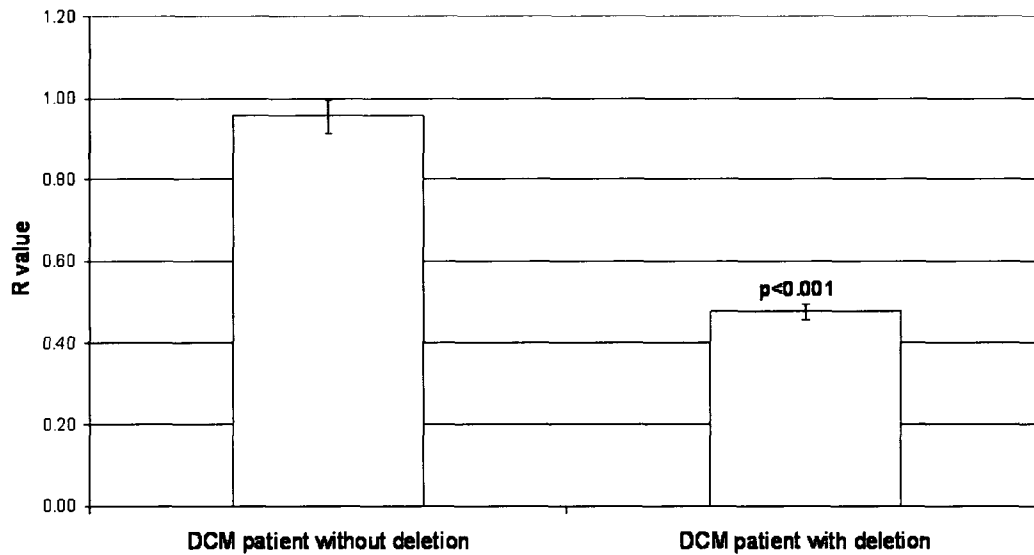 1.20
1.00
0.80
0.60
0.40
0.20
0.00
R value
p<0.001
DCM patient without deletion
DCM patient with deletion